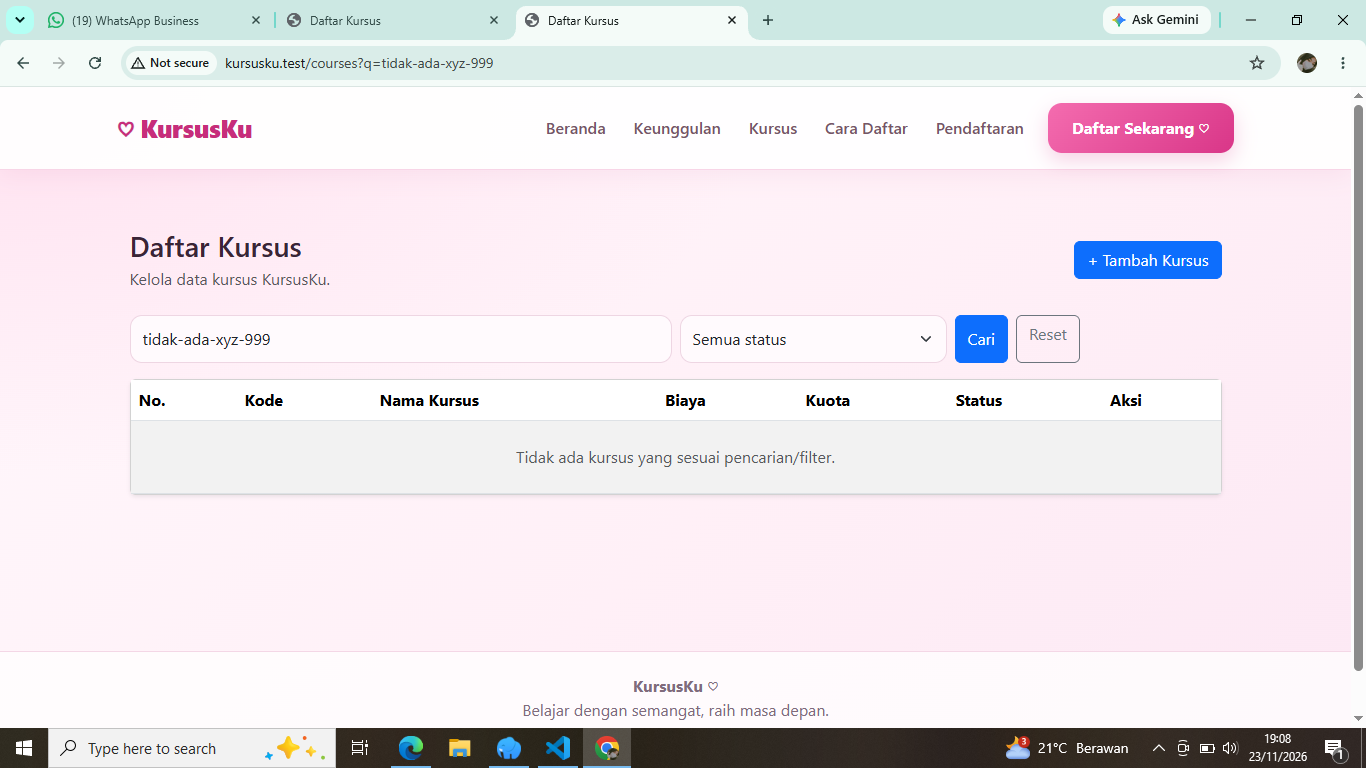 (19) WhatsApp Business
Daftar Kursus
Daftar Kursus
Ask Gemini
Not secure
kursusku.test/courses?q=tidak-ada-xyz-999
♡ KursusKu
Beranda
Keunggulan
Kursus
Cara Daftar
Pendaftaran
Daftar Sekarang ♡
Daftar Kursus
Kelola data kursus KursusKu.
+ Tambah Kursus
tidak-ada-xyz-999
Semua status
Cari
Reset
No. Kode Nama Kursus Biaya Kuota Status Aksi
Tidak ada kursus yang sesuai pencarian/filter.
KursusKu ♡
Belajar dengan semangat, raih masa depan.
Type here to search
3
21°C Berawan
19:08
23/11/2026
1